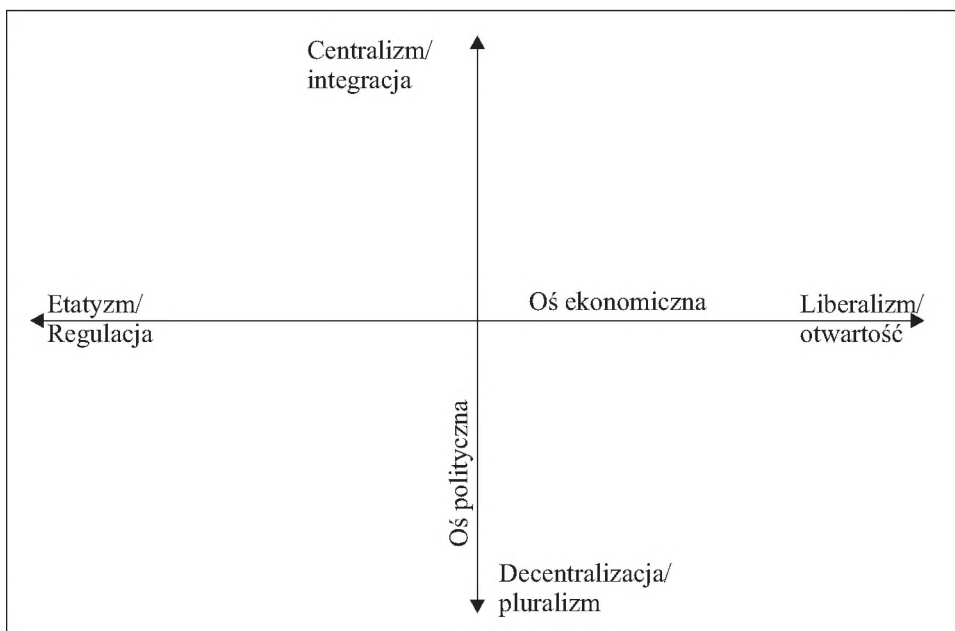 Centralizm/
integracja
Etatyzm/
Regulacja
Oś ekonomiczna
Liberalizm/
otwartość
Oś polityczna
Decentralizacja/
pluralizm